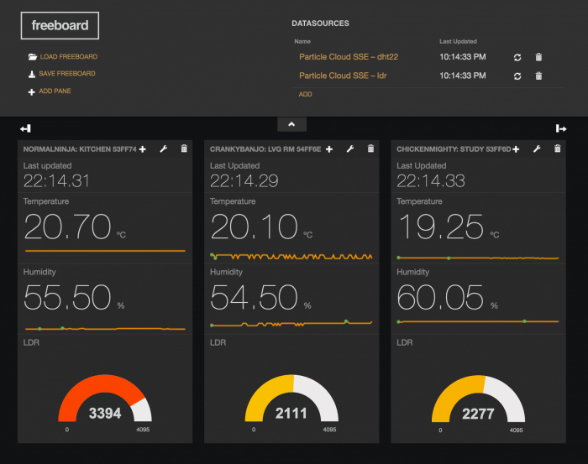 freeboard
LOAD FREEBOARD
SAVE FREEBOARD
ADD PANE
DATASOURCES
Name Last Updated
Particle Cloud SSE – dht22 10:14:33 PM
Particle Cloud SSE – ldr 10:14:33 PM
ADD
NORMALNINJA: KITCHEN 53FF74
Last updated
22:14.31
Temperature
20.70 °C
Humidity
55.50 %
LDR
3394
0 4095
CRANKYBANJO: LVG RM 54FF6E
Last Updated
22:14.29
Temperature
20.10 °C
Humidity
54.50 %
LDR
2111
0 4095
CHICKENMIGHTY: STUDY 53FF6D
Last Updated
22:14.33
Temperature
19.25 °C
Humidity
60.05 %
LDR
2277
0 4095